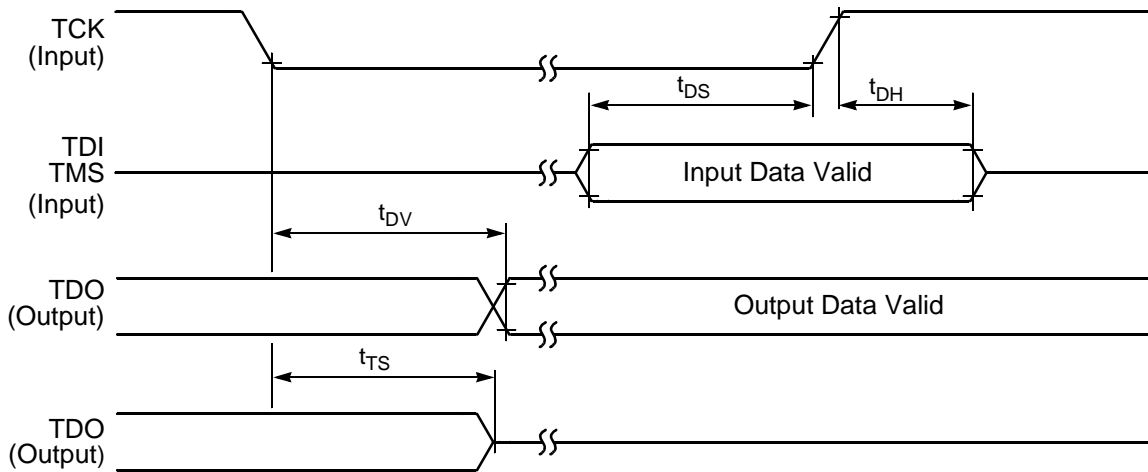 TCK
(Input)
tDS
tDH
TDI
TMS
(Input)
Input Data Valid
tDV
TDO
(Output)
Output Data Valid
tTS
TDO
(Output)